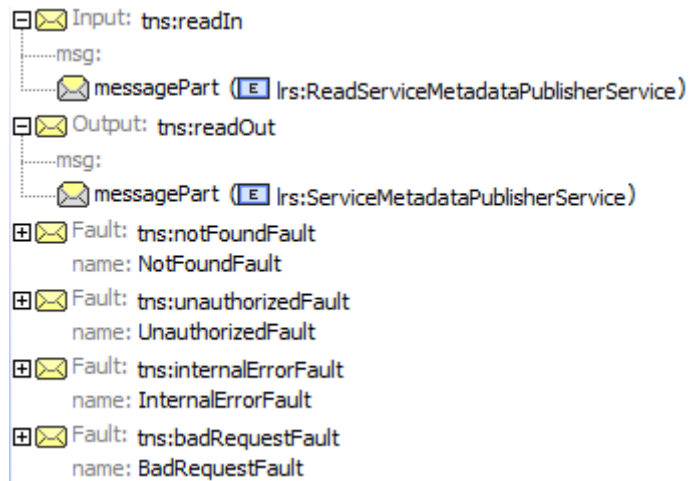 Input: tns:readIn
msg:
messagePart (E lrs:ReadServiceMetadataPublisherService)
Output: tns:readOut
msg:
messagePart (E lrs:ServiceMetadataPublisherService)
Fault: tns:notFoundFault
name: NotFoundFault
Fault: tns:unauthorizedFault
name: UnauthorizedFault
Fault: tns:internalErrorFault
name: InternalErrorFault
Fault: tns:badRequestFault
name: BadRequestFault